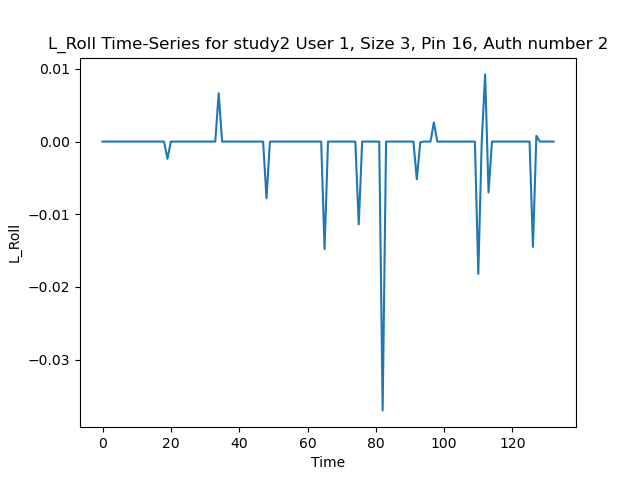 L_Roll Time-Series for study2 User 1, Size 3, Pin 16, Auth number 2
0.01
0.00
−0.01
−0.02
−0.03
L_Roll
0 20 40 60 80 100 120
Time